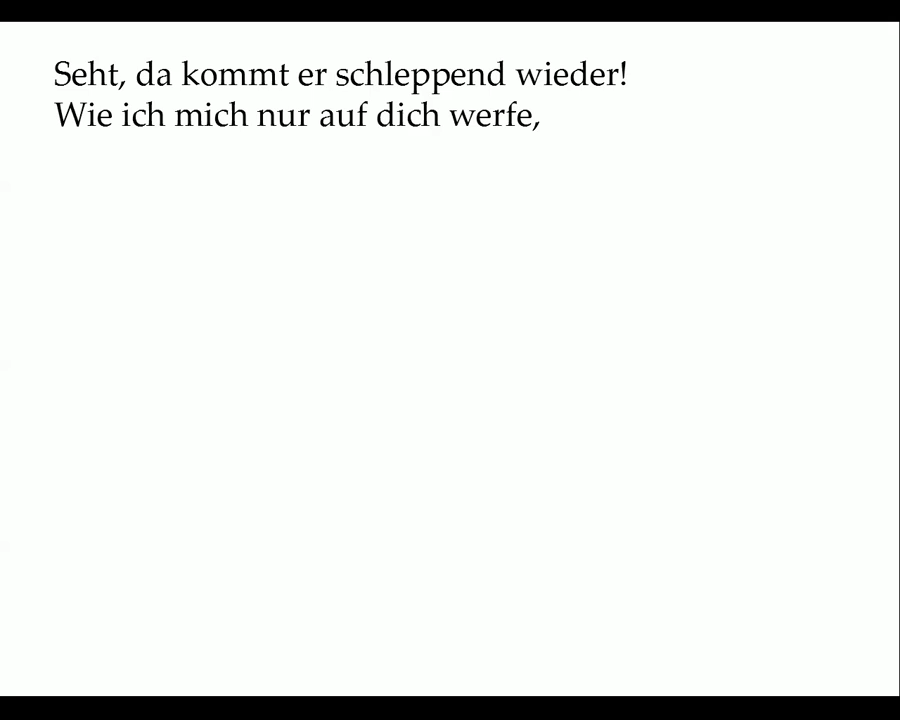 Seht, da kommt er schleppend wieder!
Wie ich mich nur auf dich werfe,